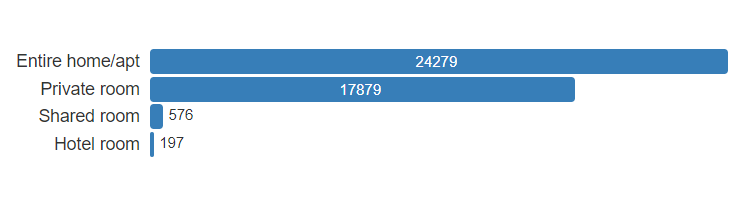 Entire home/apt 24279
Private room 17879
Shared room 576
Hotel room 197